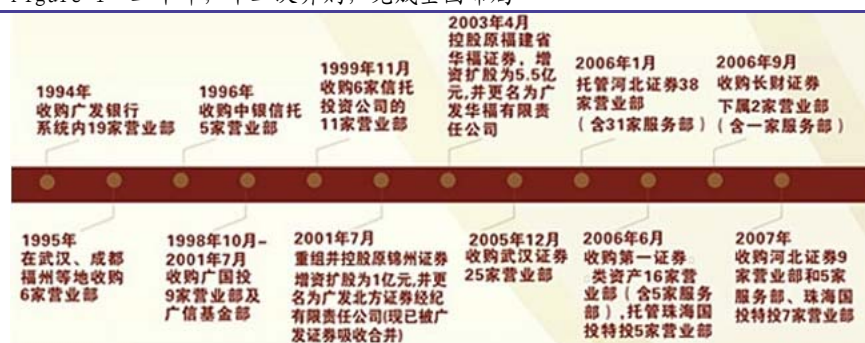 1994年
收购广发银行
系统内19家营业部
1996年
收购中银信托
5家营业部
1999年11月
收购6家信托
投资公司的
11家营业部
2003年4月
控股原福建省
华福证券，增
资扩股为5.5亿
元,并更名为广
发华福有限责
任公司
2006年1月
托管河北证券38
家营业部
（含31家服务部）
2006年9月
收购长财证券
下属2家营业部
（含一家服务部）
1995年
在武汉、成都
福州等地收购
6家营业部
1998年10月-
2001年7月
收购广国投
9家营业部及
广信基金部
2001年7月
重组并控股原锦州证券
增资扩股为1亿元,并更
名为广发北方证券经纪
有限责任公司(现已被广
发证券吸收合并)
2005年12月
收购武汉证券
25家营业部
2006年6月
收购第一证券。
类资产16家营
业部（含5家服务
部）,托管珠海国
投特投5家营业部
2007年
收购河北证券9
家营业部和5家
服务部、珠海国
投特投7家营业部